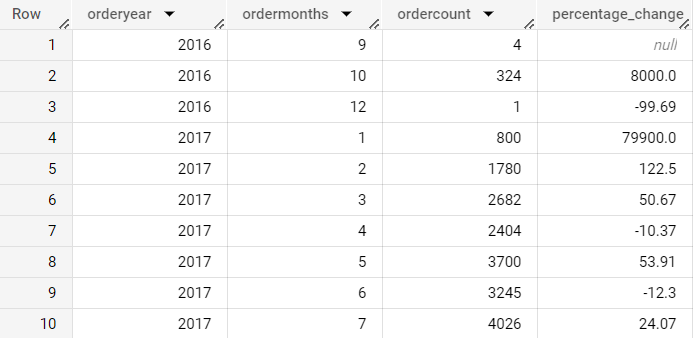 Row orderyear ordermonths ordercount percentage_change
1 2016 9 4 null
2 2016 10 324 8000.0
3 2016 12 1 -99.69
4 2017 1 800 79900.0
5 2017 2 1780 122.5
6 2017 3 2682 50.67
7 2017 4 2404 -10.37
8 2017 5 3700 53.91
9 2017 6 3245 -12.3
10 2017 7 4026 24.07